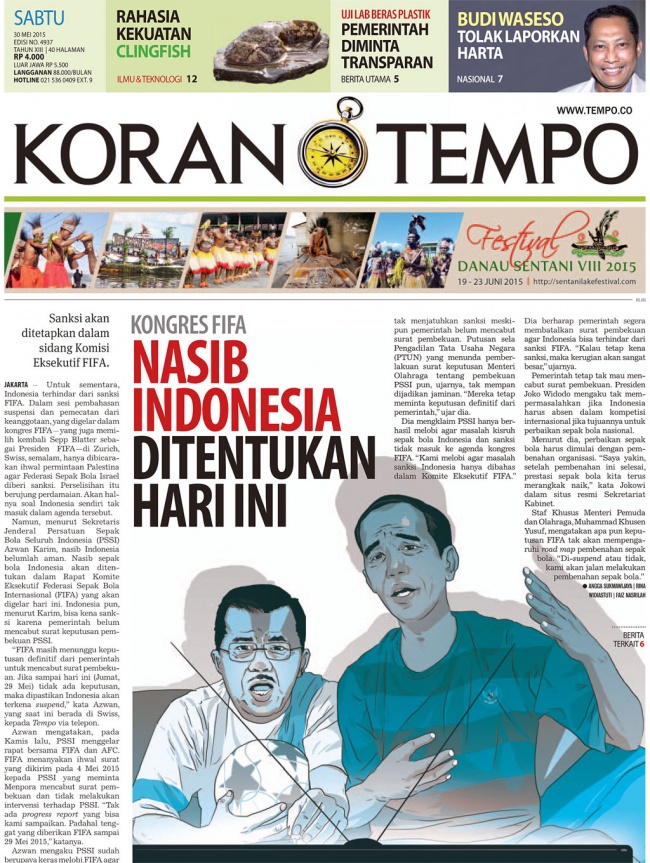 SABTU
30 MEI 2015
EDISI NO. 4937
TAHUN XIII | 40 HALAMAN
RP 4.000
LUAR JAWA RP 5.500
LANGGANAN 88.000/BULAN
HOTLINE 021 536 0409 EXT. 9
RAHASIA
KEKUATAN
CLINGFISH
ILMU & TEKNOLOGI 12
UJI LAB BERAS PLASTIK
PEMERINTAH
DIMINTA
TRANSPARAN
BERITA UTAMA 5
BUDI WASESO
TOLAK LAPORKAN
HARTA
NASIONAL 7
WWW.TEMPO.CO
KORAN TEMPO
Festival
DANAU SENTANI VIII 2015
19 - 23 JUNI 2015 | http://sentanilakefestival.com
Sanksi akan
ditetapkan dalam
sidang Komisi
Eksekutif FIFA.
KONGRES FIFA
NASIB
INDONESIA
DITENTUKAN
HARI INI
JAKARTA – Untuk sementara,
Indonesia terhindar dari sanksi
FIFA. Dalam sesi pembahasan
suspensi dan pemecatan dari
keanggotaan, yang digelar dalam
kongres FIFA—yang juga memi-
lih kembali Sepp Blatter seba-
gai Presiden FIFA—di Zurich,
Swiss, semalam, hanya dibicara-
kan ihwal permintaan Palestina
agar Federasi Sepak Bola Israel
diberi sanksi. Perselisihan itu
berujung perdamaian. Akan hal-
nya soal Indonesia sendiri tak
masuk dalam agenda tersebut.
Namun, menurut Sekretaris
Jenderal Persatuan Sepak
Bola Seluruh Indonesia (PSSI)
Azwan Karim, nasib Indonesia
belumlah aman. Nasib sepak
bola Indonesia akan diten-
tukan dalam Rapat Komite
Eksekutif Federasi Sepak Bola
Internasional (FIFA) yang akan
digelar hari ini. Indonesia pun,
menurut Karim, bisa kena sank-
si karena pemerintah belum
mencabut surat keputusan pem-
bekuan PSSI.
"FIFA masih menunggu kepu-
tusan definitif dari pemerintah
untuk mencabut surat pembeku-
an. Jika sampai hari ini (Jumat,
29 Mei) tidak ada keputusan,
maka dipastikan Indonesia akan
terkena suspend," kata Azwan,
yang saat ini berada di Swiss,
kepada Tempo via telepon.
Azwan mengatakan, pada
Kamis lalu, PSSI menggelar
rapat bersama FIFA dan AFC.
FIFA menanyakan ihwal surat
yang dikirim pada 4 Mei 2015
kepada PSSI yang meminta
Menpora mencabut surat pem-
bekuan dan tidak melakukan
intervensi terhadap PSSI. "Tak
ada progress report yang bisa
kami sampaikan. Padahal teng-
gat yang diberikan FIFA sampai
29 Mei 2015," katanya.
Azwan mengaku PSSI sudah
berupaya keras melobi FIFA agar
tak menjatuhkan sanksi meski-
pun pemerintah belum mencabut
surat pembekuan. Putusan sela
Pengadilan Tata Usaha Negara
(PTUN) yang menunda pember-
lakuan surat keputusan Menteri
Olahraga tentang pembekuan
PSSI pun, ujarnya, tak mempan
dijadikan jaminan. "Mereka tetap
meminta keputusan definitif dari
pemerintah," ujar dia.
Dia mengklaim PSSI hanya ber-
hasil melobi agar masalah kisruh
sepak bola Indonesia dan sanksi
tidak masuk ke agenda kongres
FIFA. "Kami melobi agar masalah
sanksi Indonesia hanya dibahas
dalam Komite Eksekutif FIFA."
Dia berharap pemerintah segera
membatalkan surat pembekuan
agar Indonesia bisa terhindar dari
sanksi FIFA. "Kalau tetap kena
sanksi, maka kerugian akan sangat
besar," ujarnya.
Pemerintah tetap tak mau men-
cabut surat pembekuan. Presiden
Joko Widodo mengaku tak mem-
permasalahkan jika Indonesia
harus absen dalam kompetisi
internasional jika tujuannya untuk
perbaikan sepak bola nasional.
Menurut dia, perbaikan sepak
bola harus dimulai dengan pem-
benahan organisasi. "Saya yakin,
setelah pembenahan ini selesai,
prestasi sepak bola kita terus
merangkak naik," kata Jokowi
dalam situs resmi Sekretariat
Kabinet.
Staf Khusus Menteri Pemuda
dan Olahraga, Muhammad Khusen
Yusuf, mengatakan apa pun kepu-
tusan FIFA tak akan mempenga-
ruhi road map pembenahan sepak
bola. "Di-suspend atau tidak,
kami akan jalan melakukan
pembenahan sepak bola."
● ANGGA SUKMAWIJAYA | RINA
WIDIASTUTI | FAIZ NASRILAH
BERITA
TERKAIT 6